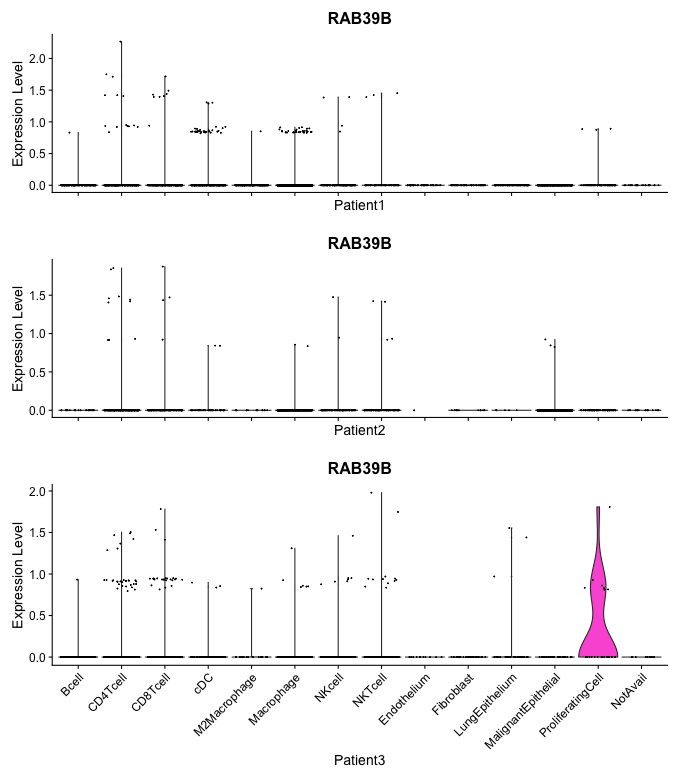 RAB39B
Expression Level
2.0
1.5
1.0
0.5
0.0
Patient1
RAB39B
Expression Level
1.5
1.0
0.5
0.0
Patient2
RAB39B
Expression Level
2.0
1.5
1.0
0.5
0.0
Bcell
CD4Tcell
CD8Tcell
cDC
M2Macrophage
Macrophage
NKcell
NKTcell
Endothelium
Fibroblast
LungEpithelium
MalignantEpithelial
ProliferatingCell
NotAvail
Patient3